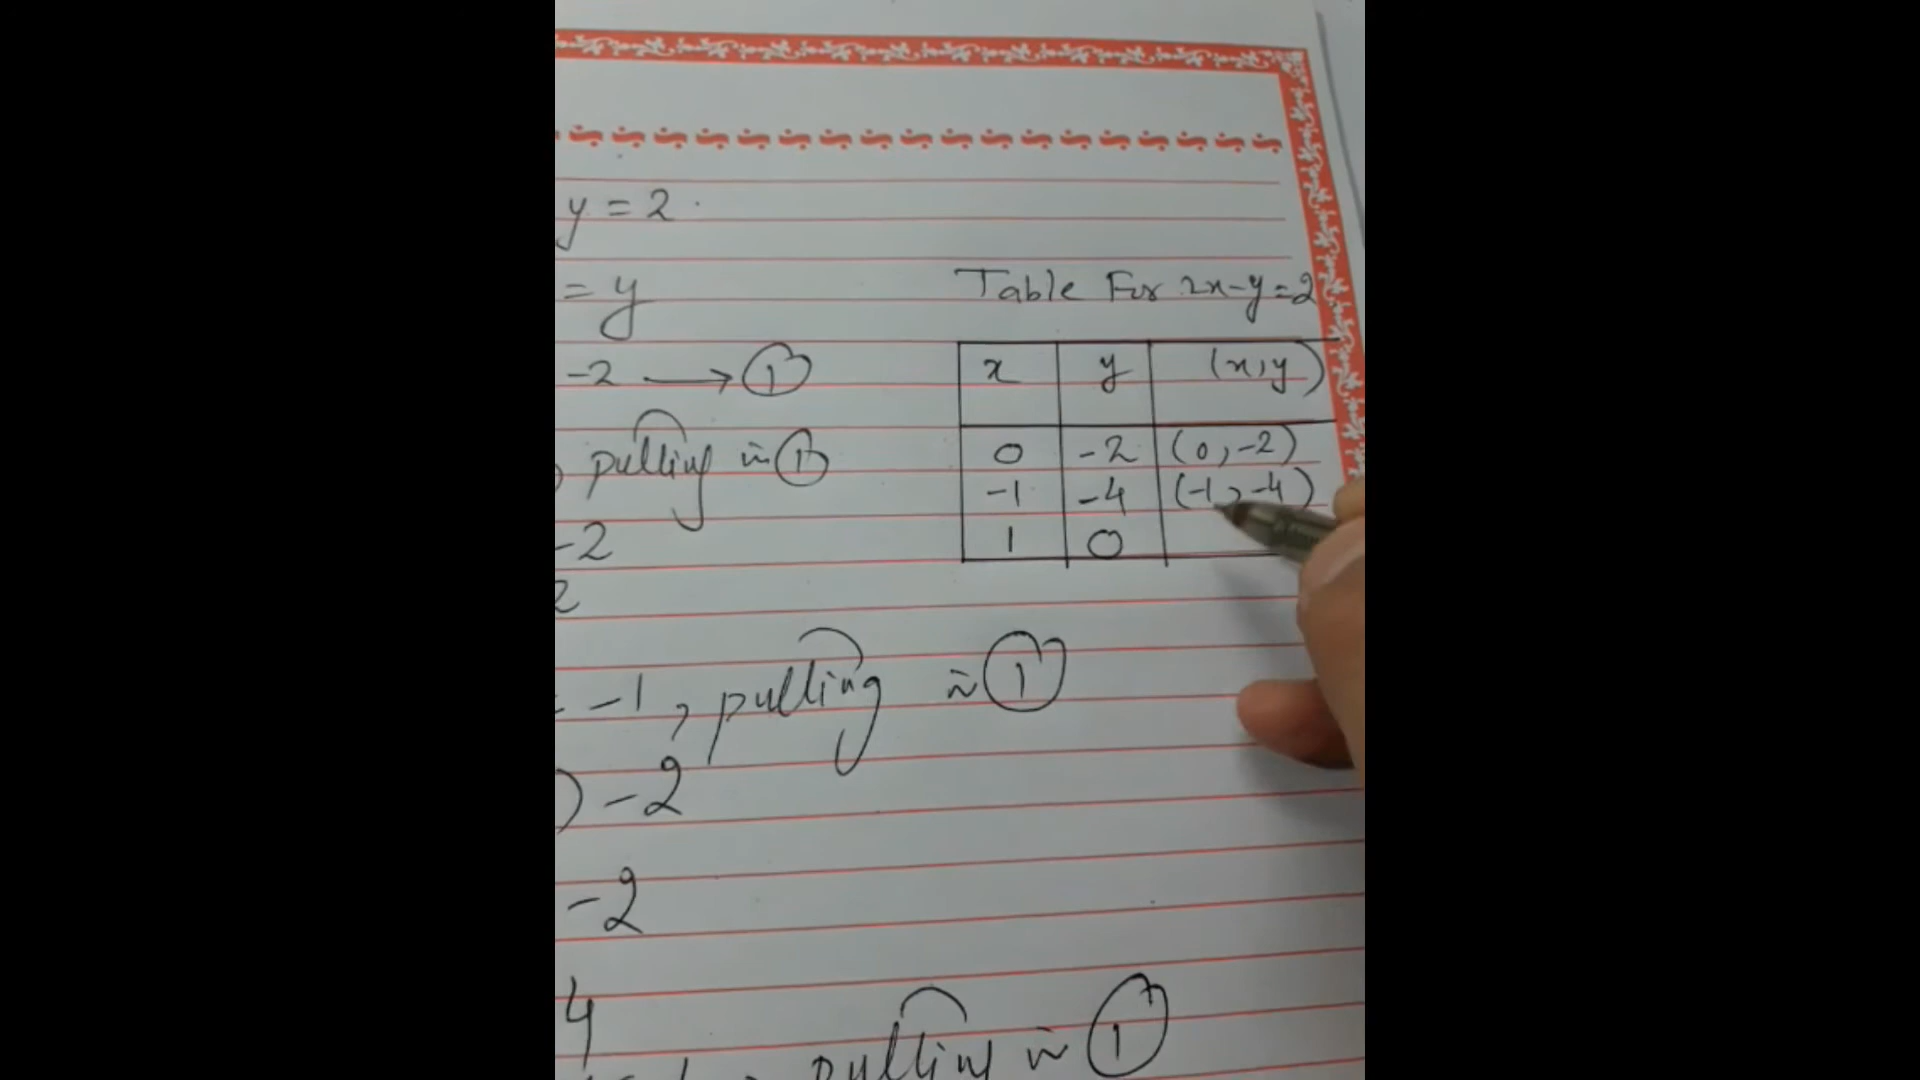 y = 2
= y
Table For 2x-y=2
-2 → ①
x y (x,y)
0 -2 (0,-2)
-1 -4 (-1,-4)
1 0
pulling in ①
-2
2
= -1, pulling in ①
) -2
-2
4
pulling in ①